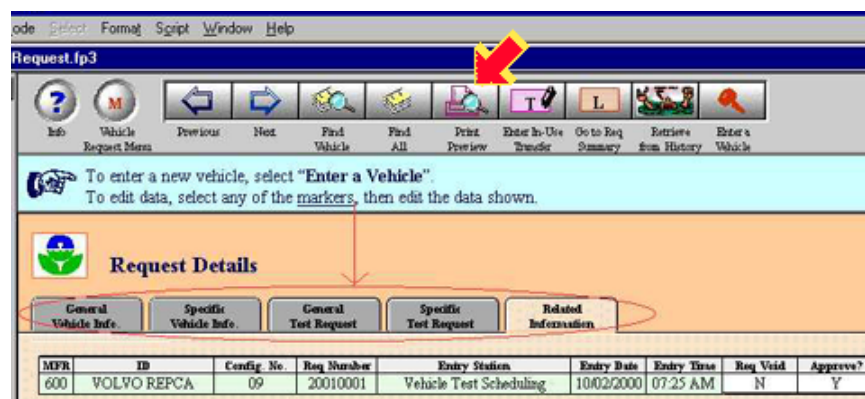 ode Select Format Script Window Help
Request.fp3
? M T L
Info Vehicle Request Menu Previous Next Find Vehicle Find All Print Preview Enter In-Use Transfer Go to Req Summary Retrieve from History Enter a Vehicle
To enter a new vehicle, select "Enter a Vehicle".
To edit data, select any of the markers, then edit the data shown.
Request Details
General Vehicle Info. Specific Vehicle Info. General Test Request Specific Test Request Related Information
MFR ID Config. No. Req Number Entry Station Entry Date Entry Time Req Void Approve?
600 VOLVO REPCA 09 20010001 Vehicle Test Scheduling 10/02/2000 07:25 AM N Y